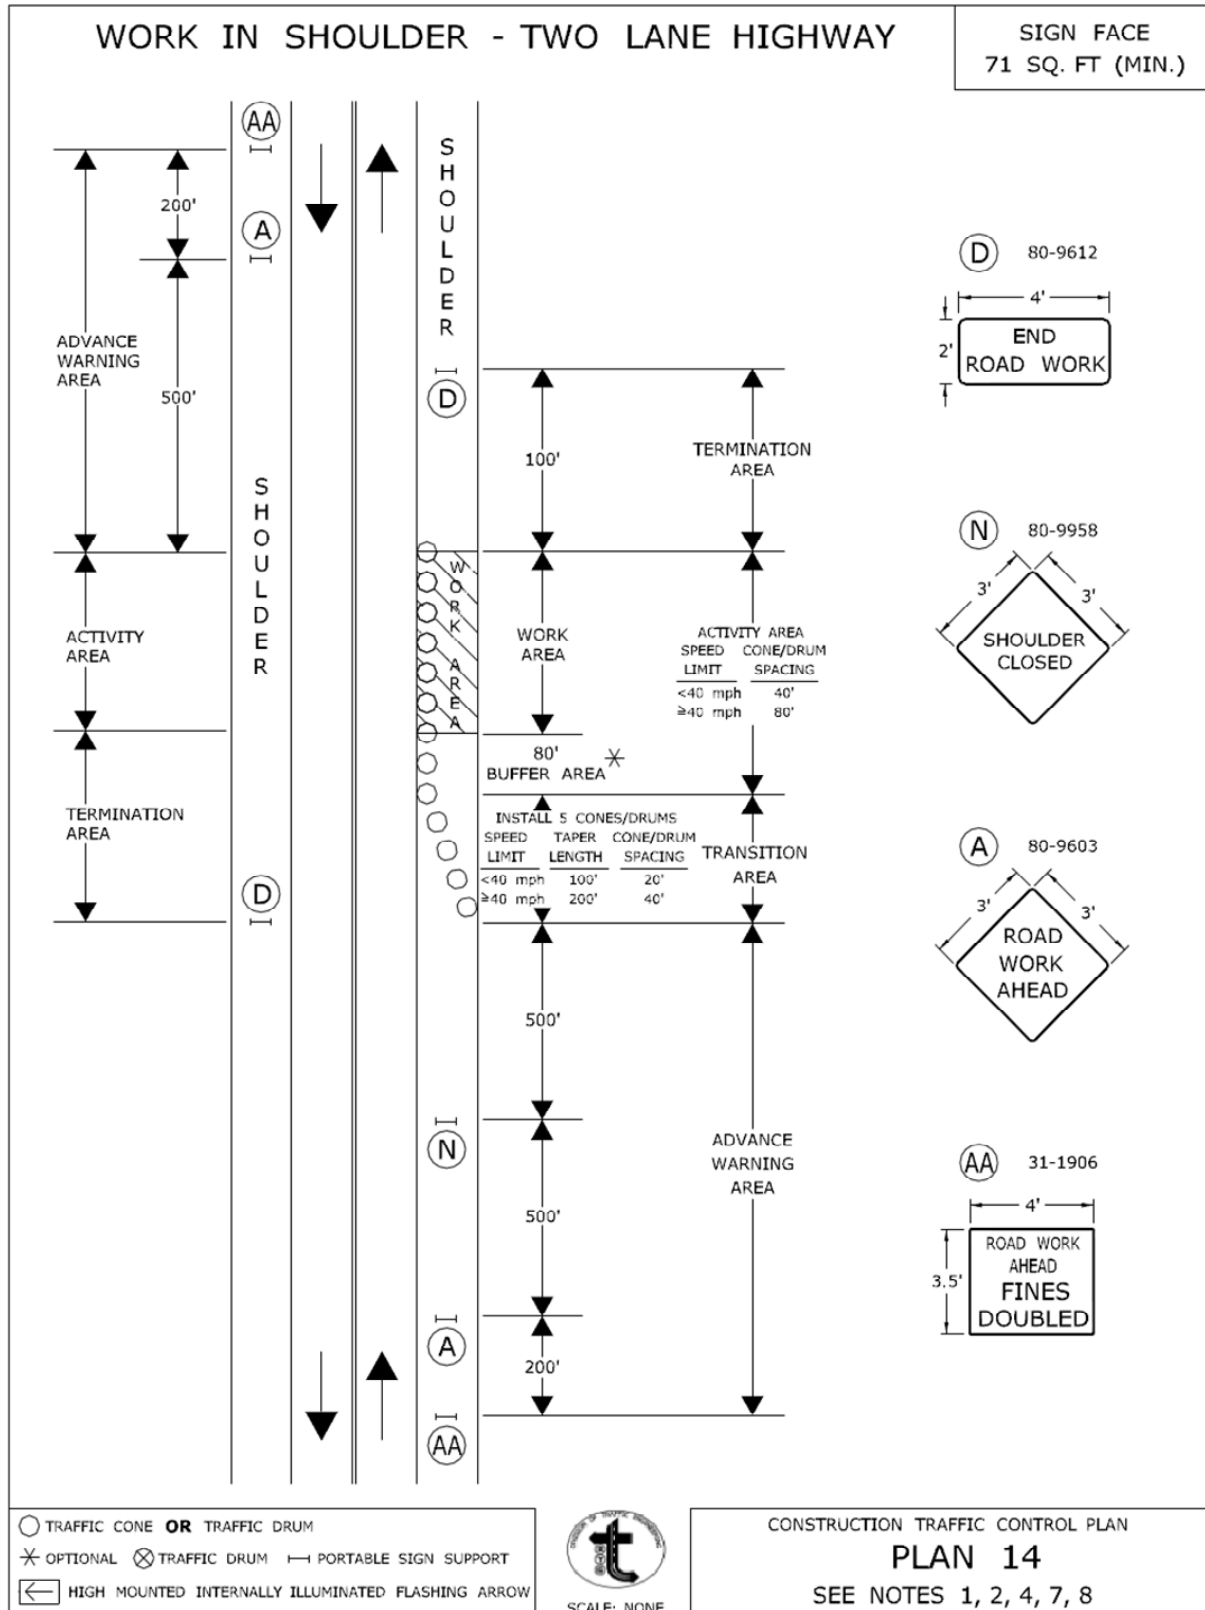 WORK IN SHOULDER - TWO LANE HIGHWAY
SIGN FACE
71 SQ. FT (MIN.)
AA
200'
A
ADVANCE
WARNING
AREA
500'
SHOULDER
ACTIVITY
AREA
TERMINATION
AREA
D
SHOULDER
D
100'
TERMINATION
AREA
WORK AREA
WORK
AREA
ACTIVITY AREA
SPEED CONE/DRUM
LIMIT SPACING
<40 mph 40'
≧40 mph 80'
80'
BUFFER AREA *
INSTALL 5 CONES/DRUMS
SPEED TAPER CONE/DRUM
LIMIT LENGTH SPACING
<40 mph 100' 20'
≧40 mph 200' 40'
TRANSITION
AREA
500'
N
500'
ADVANCE
WARNING
AREA
A
200'
AA
D 80-9612
4'
2'
END
ROAD WORK
N 80-9958
3' 3'
SHOULDER
CLOSED
A 80-9603
3' 3'
ROAD
WORK
AHEAD
AA 31-1906
4'
3.5'
ROAD WORK
AHEAD
FINES
DOUBLED
TRAFFIC CONE OR TRAFFIC DRUM
* OPTIONAL TRAFFIC DRUM PORTABLE SIGN SUPPORT
HIGH MOUNTED INTERNALLY ILLUMINATED FLASHING ARROW
DIVISION OF TRAFFIC ENGINEERING
t
SCALE: NONE
CONSTRUCTION TRAFFIC CONTROL PLAN
PLAN 14
SEE NOTES 1, 2, 4, 7, 8